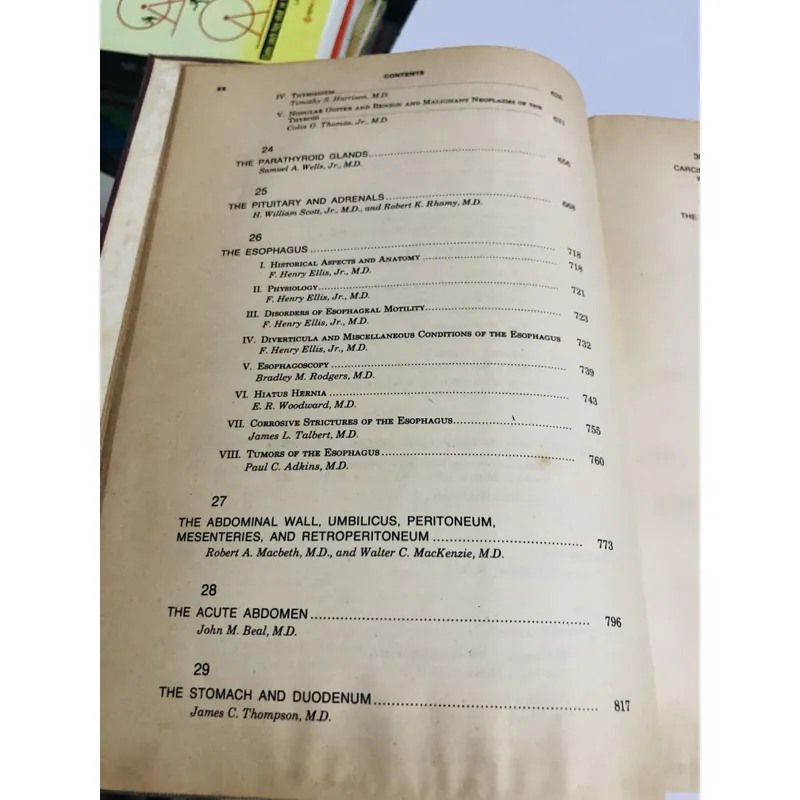 xx
CONTENTS
IV. THYROIDITIS
Timothy S. Harrison, M.D.
V. NODULAR GOITER AND BENIGN AND MALIGNANT NEOPLASMS OF THE
THYROID
Colin G. Thomas, Jr., M.D.
24
THE PARATHYROID GLANDS 656
Samuel A. Wells, Jr., M.D.
25
THE PITUITARY AND ADRENALS 668
H. William Scott, Jr., M.D., and Robert K. Rhamy, M.D.
26
THE ESOPHAGUS 718
I. HISTORICAL ASPECTS AND ANATOMY 718
F. Henry Ellis, Jr., M.D.
II. PHYSIOLOGY 721
F. Henry Ellis, Jr., M.D.
III. DISORDERS OF ESOPHAGEAL MOTILITY 723
F. Henry Ellis, Jr., M.D.
IV. DIVERTICULA AND MISCELLANEOUS CONDITIONS OF THE ESOPHAGUS 732
F. Henry Ellis, Jr., M.D.
V. ESOPHAGOSCOPY 739
Bradley M. Rodgers, M.D.
VI. HIATUS HERNIA 743
E. R. Woodward, M.D.
VII. CORROSIVE STRICTURES OF THE ESOPHAGUS 755
James L. Talbert, M.D.
VIII. TUMORS OF THE ESOPHAGUS 760
Paul C. Adkins, M.D.
27
THE ABDOMINAL WALL, UMBILICUS, PERITONEUM,
MESENTERIES, AND RETROPERITONEUM 773
Robert A. Macbeth, M.D., and Walter C. MacKenzie, M.D.
28
THE ACUTE ABDOMEN 796
John M. Beal, M.D.
29
THE STOMACH AND DUODENUM 817
James C. Thompson, M.D.
CARCIN
THE